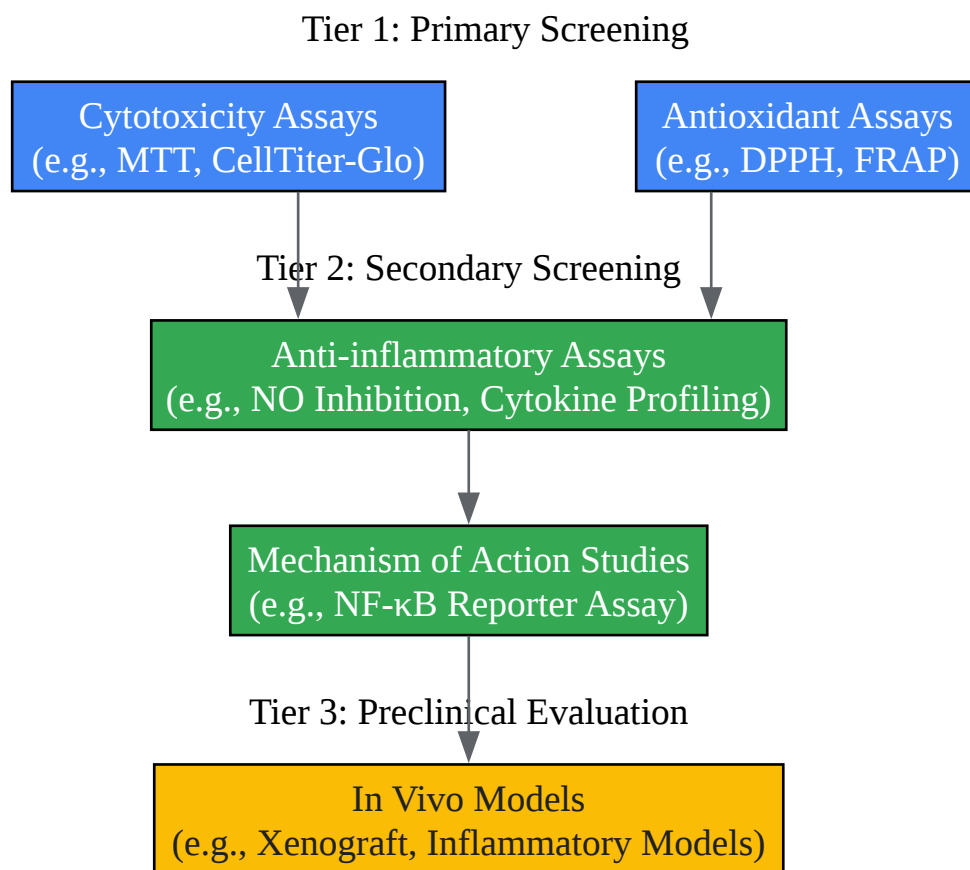 Tier 1: Primary Screening
Cytotoxicity Assays
(e.g., MTT, CellTiter-Glo)
Antioxidant Assays
(e.g., DPPH, FRAP)
Tier 2: Secondary Screening
Anti-inflammatory Assays
(e.g., NO Inhibition, Cytokine Profiling)
Mechanism of Action Studies
(e.g., NF-κB Reporter Assay)
Tier 3: Preclinical Evaluation
In Vivo Models
(e.g., Xenograft, Inflammatory Models)